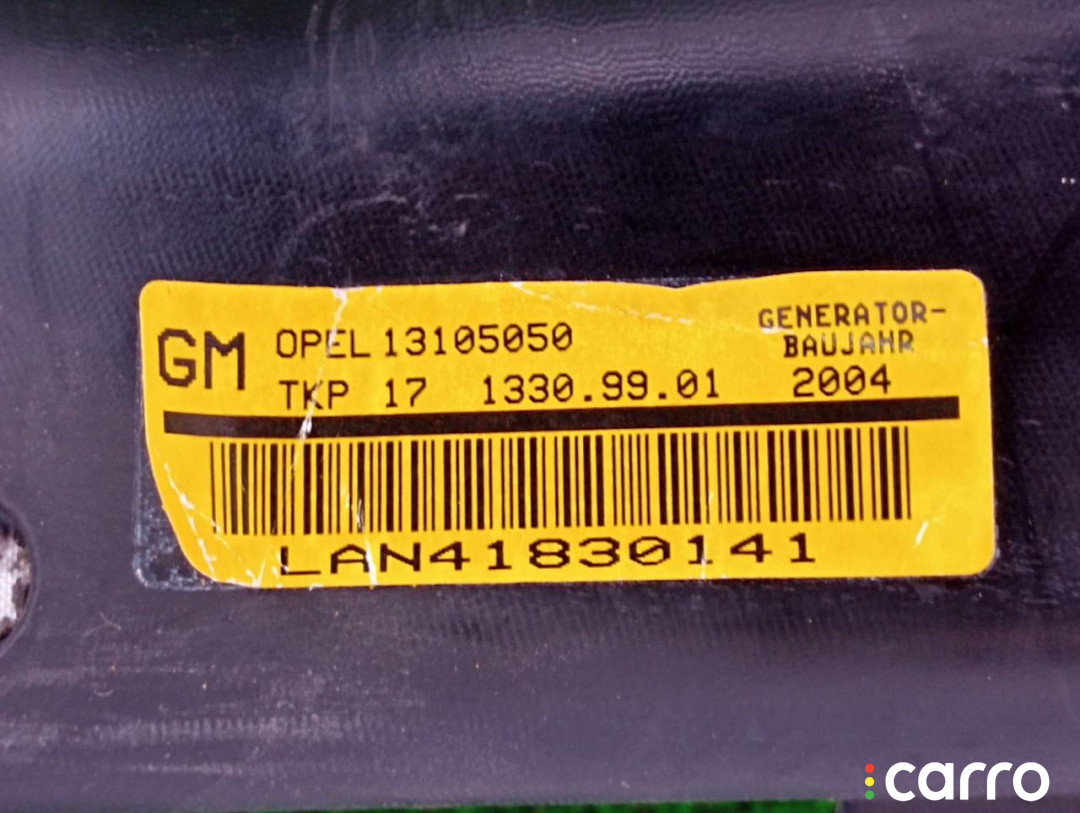 GM OPEL 13105050
TKP 17 1330.99.01
GENERATOR-
BAUJAHR
2004
LAN41830141
carro